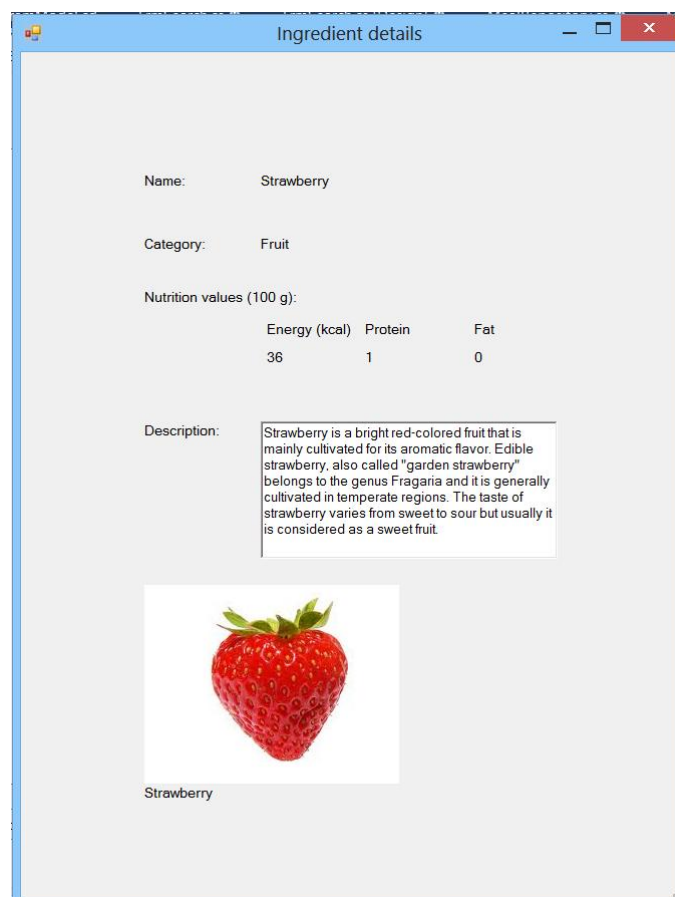 Ingredient details
Name: Strawberry
Category: Fruit
Nutrition values (100 g):
Energy (kcal) Protein Fat
36 1 0
Description:
Strawberry is a bright red-colored fruit that is
mainly cultivated for its aromatic flavor. Edible
strawberry, also called "garden strawberry"
belongs to the genus Fragaria and it is generally
cultivated in temperate regions. The taste of
strawberry varies from sweet to sour but usually it
is considered as a sweet fruit.
Strawberry